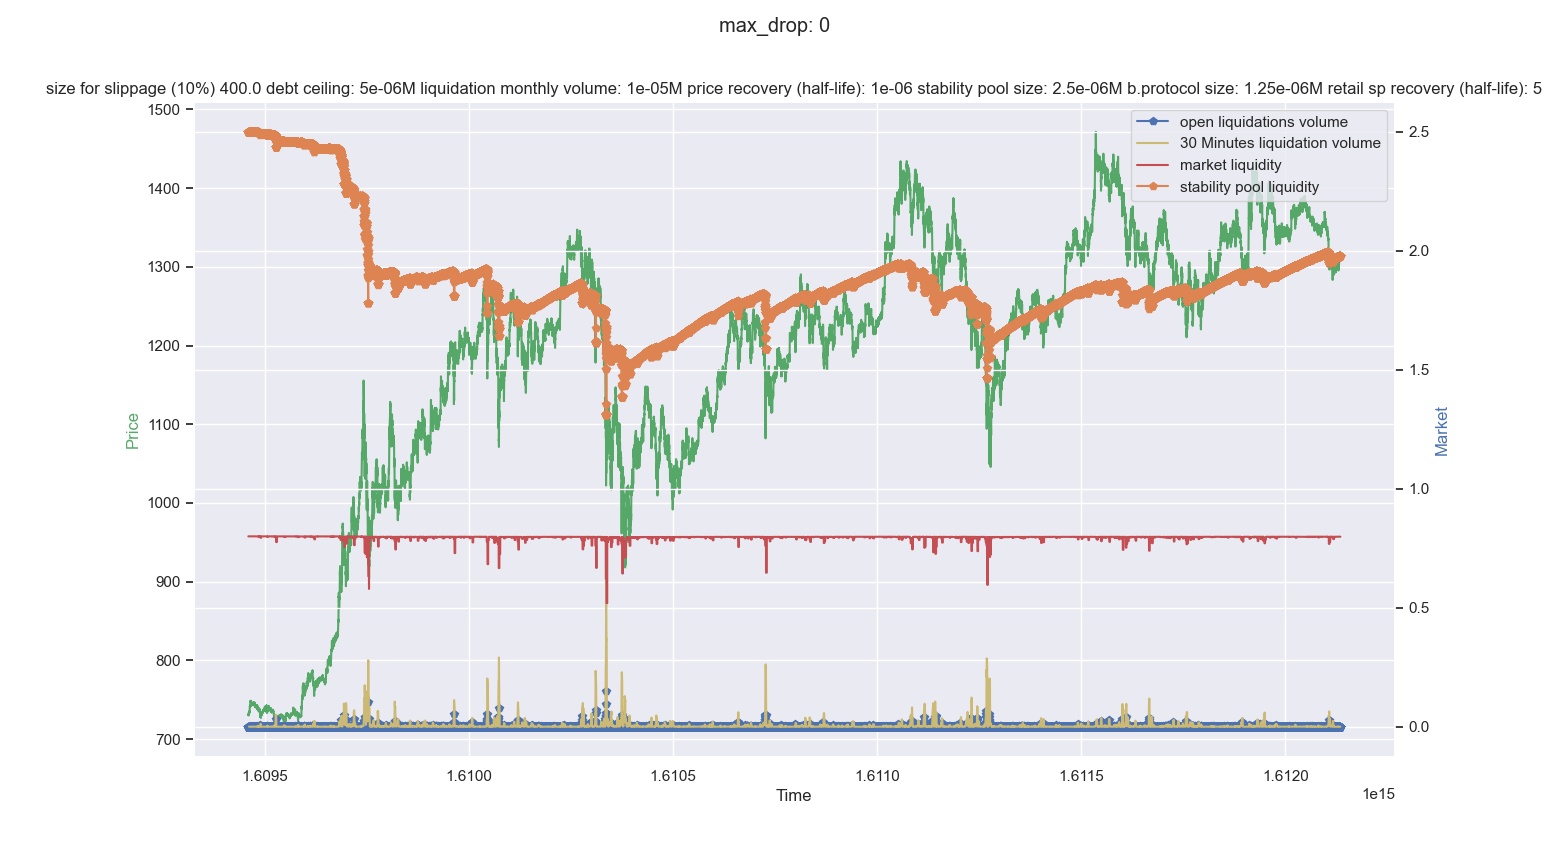 max_drop: 0
size for slippage (10%) 400.0 debt ceiling: 5e-06M liquidation monthly volume: 1e-05M price recovery (half-life): 1e-06 stability pool size: 2.5e-06M b.protocol size: 1.25e-06M retail sp recovery (half-life): 5
open liquidations volume
30 Minutes liquidation volume
market liquidity
stability pool liquidity
1500
1400
1300
1200
1100
1000
900
800
700
Price
2.5
2.0
1.5
1.0
0.5
0.0
Market
1.6095 1.6100 1.6105 1.6110 1.6115 1.6120
1e15
Time